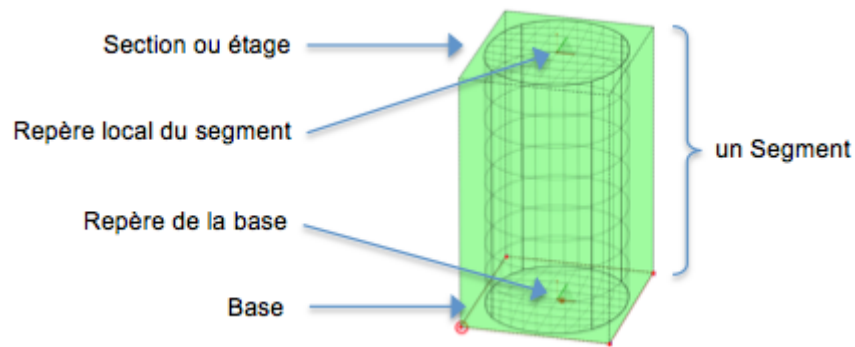 Section ou étage
Repère local du segment
un Segment
Repère de la base
Base